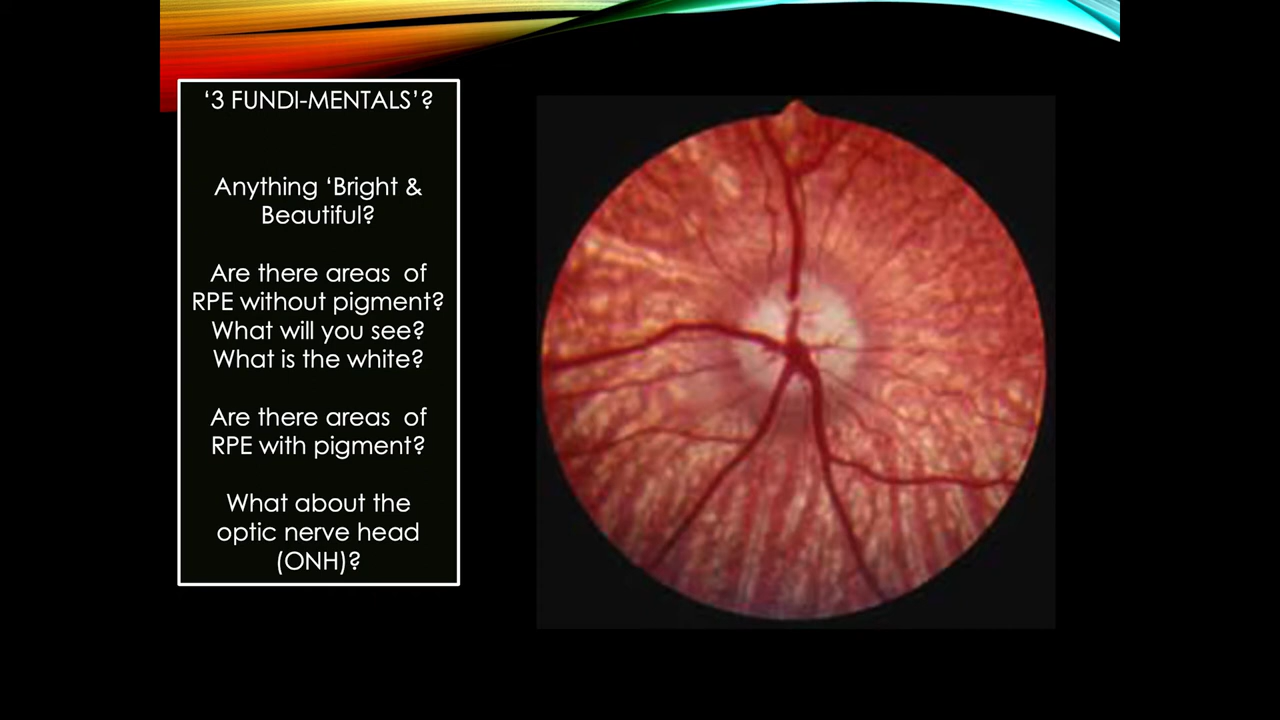 ‘3 FUNDI-MENTALS’?
Anything ‘Bright &
Beautiful?
Are there areas  of
RPE without pigment?
What will you see?
What is the white?
Are there areas  of
RPE with pigment?
What about the
optic nerve head
(ONH)?